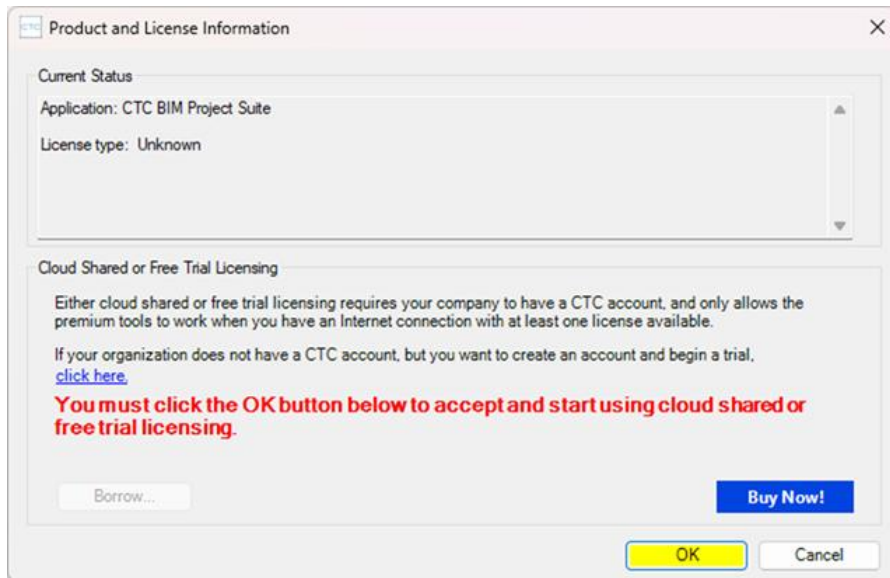 CTC Product and License Information
Current Status
Application: CTC BIM Project Suite
License type: Unknown
Cloud Shared or Free Trial Licensing
Either cloud shared or free trial licensing requires your company to have a CTC account, and only allows the
premium tools to work when you have an Internet connection with at least one license available.
If your organization does not have a CTC account, but you want to create an account and begin a trial,
click here.
You must click the OK button below to accept and start using cloud shared or
free trial licensing.
Borrow... Buy Now!
OK Cancel